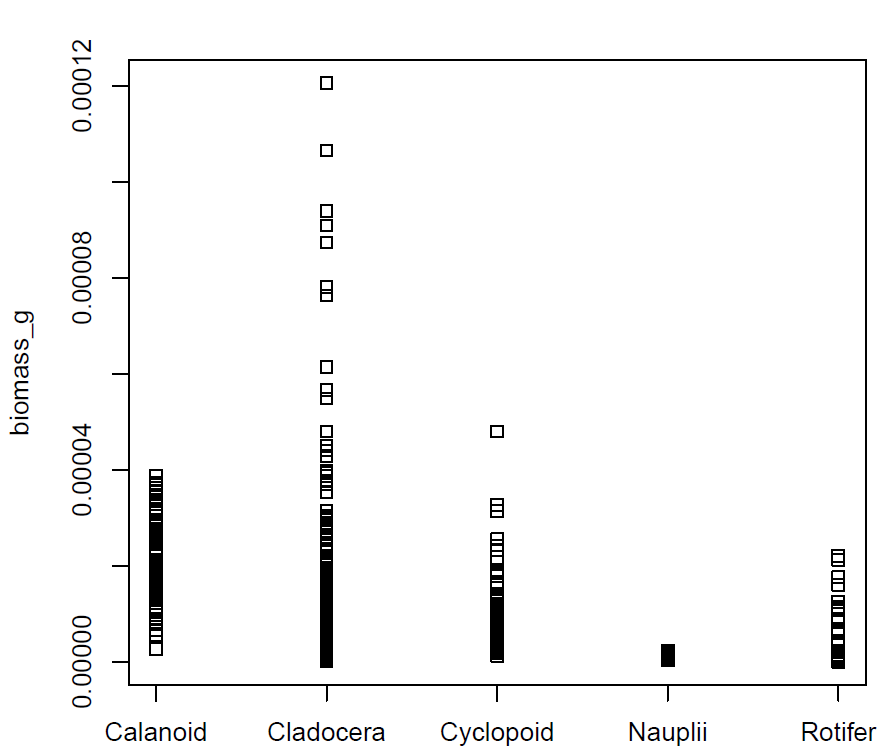 0.00012
0.00008
0.00004
0.00000
biomass_g
Calanoid Cladocera Cyclopoid Nauplii Rotifer